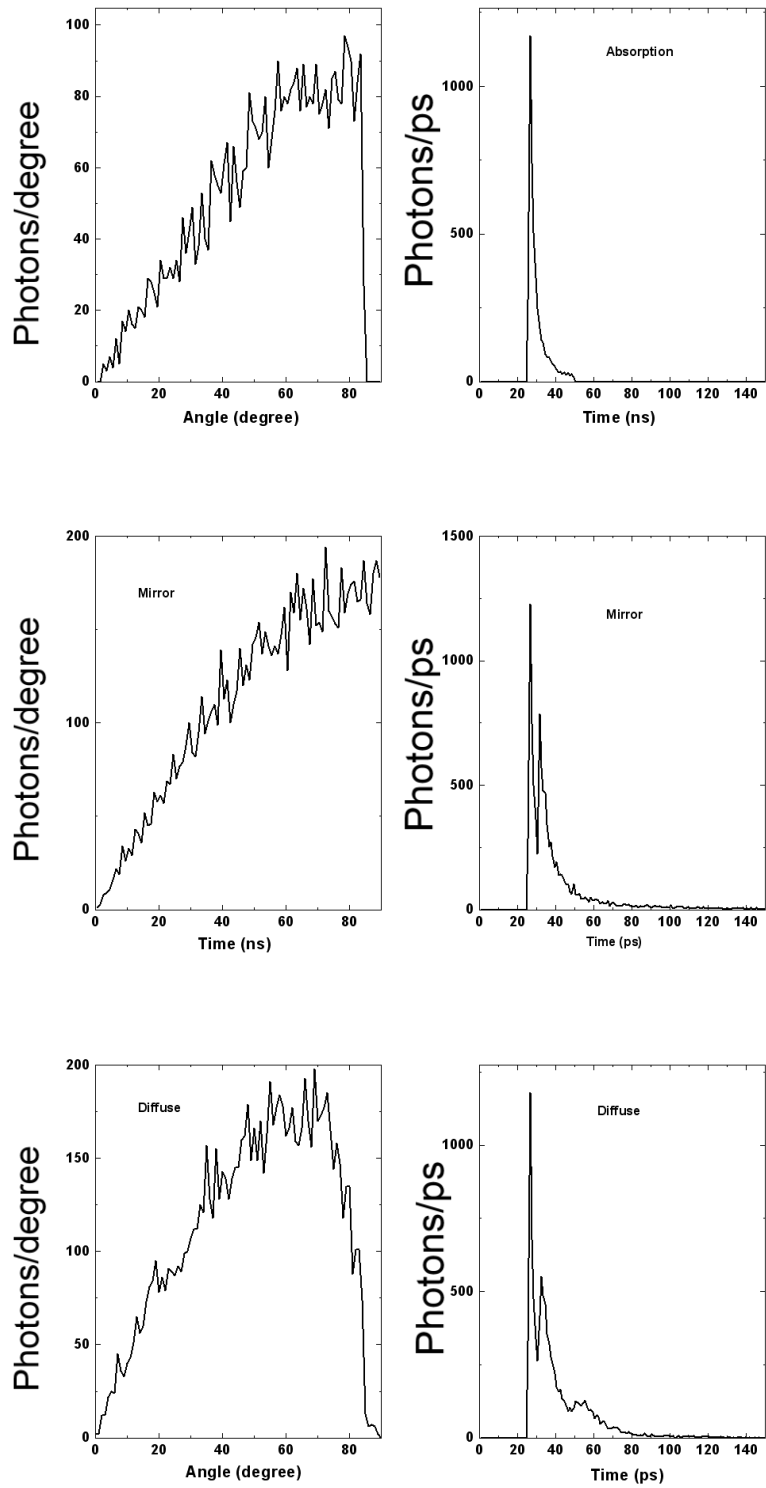 Photons/degree
100
80
60
40
20
0
0 20 40 60 80
Angle (degree)
Photons/ps
Absorption
1000
500
0
0 20 40 60 80 100 120 140
Time (ns)
Photons/degree
Mirror
200
100
0
0 20 40 60 80
Time (ns)
Photons/ps
Mirror
1500
1000
500
0
0 20 40 60 80 100 120 140
Time (ps)
Photons/degree
Diffuse
200
150
100
50
0
0 20 40 60 80
Angle (degree)
Photons/ps
Diffuse
1000
500
0
0 20 40 60 80 100 120 140
Time (ps)